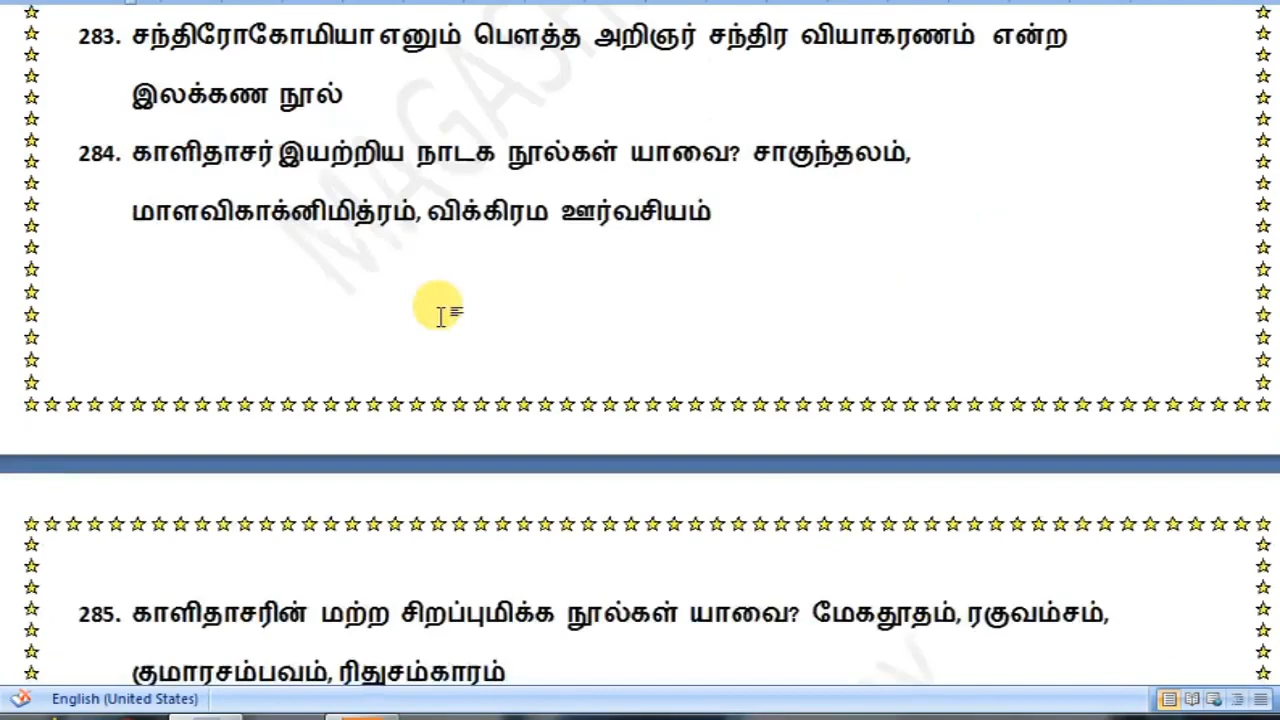 283. சந்திரோகோமியா எனும் பௌத்த அறிஞர் சந்திர வியாகரணம் என்ற
இலக்கண நூல்
284. காளிதாசர் இயற்றிய நாடக நூல்கள் யாவை? சாகுந்தலம்,
மாளவிகாக்னிமித்ரம், விக்கிரம ஊர்வசியம்
285. காளிதாசரின் மற்ற சிறப்புமிக்க நூல்கள் யாவை? மேகதூதம், ரகுவம்சம்,
குமாரசம்பவம், ரிதுசம்காரம்
English (United States)